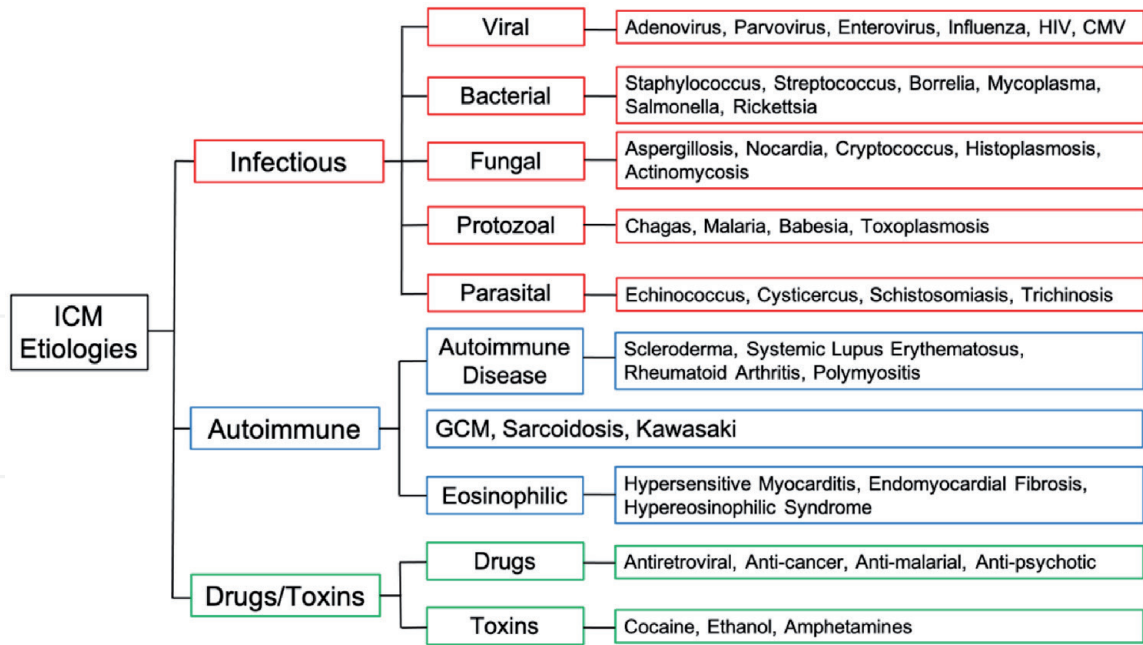 Viral
Adenovirus, Parvovirus, Enterovirus, Influenza, HIV, CMV
Bacterial
Staphylococcus, Streptococcus, Borrelia, Mycoplasma,
Salmonella, Rickettsia
Infectious
Fungal
Aspergillosis, Nocardia, Cryptococcus, Histoplasmosis,
Actinomycosis
Protozoal
Chagas, Malaria, Babesia, Toxoplasmosis
Parasital
Echinococcus, Cysticercus, Schistosomiasis, Trichinosis
ICM
Etiologies
Autoimmune
Disease
Scleroderma, Systemic Lupus Erythematosus,
Rheumatoid Arthritis, Polymyositis
Autoimmune
GCM, Sarcoidosis, Kawasaki
Eosinophilic
Hypersensitive Myocarditis, Endomyocardial Fibrosis,
Hypereosinophilic Syndrome
Drugs/Toxins
Drugs
Antiretroviral, Anti-cancer, Anti-malarial, Anti-psychotic
Toxins
Cocaine, Ethanol, Amphetamines